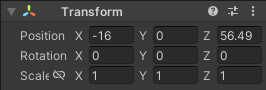 Transform
Position X -16 Y 0 Z 56.49
Rotation X 0 Y 0 Z 0
Scale X 1 Y 1 Z 1